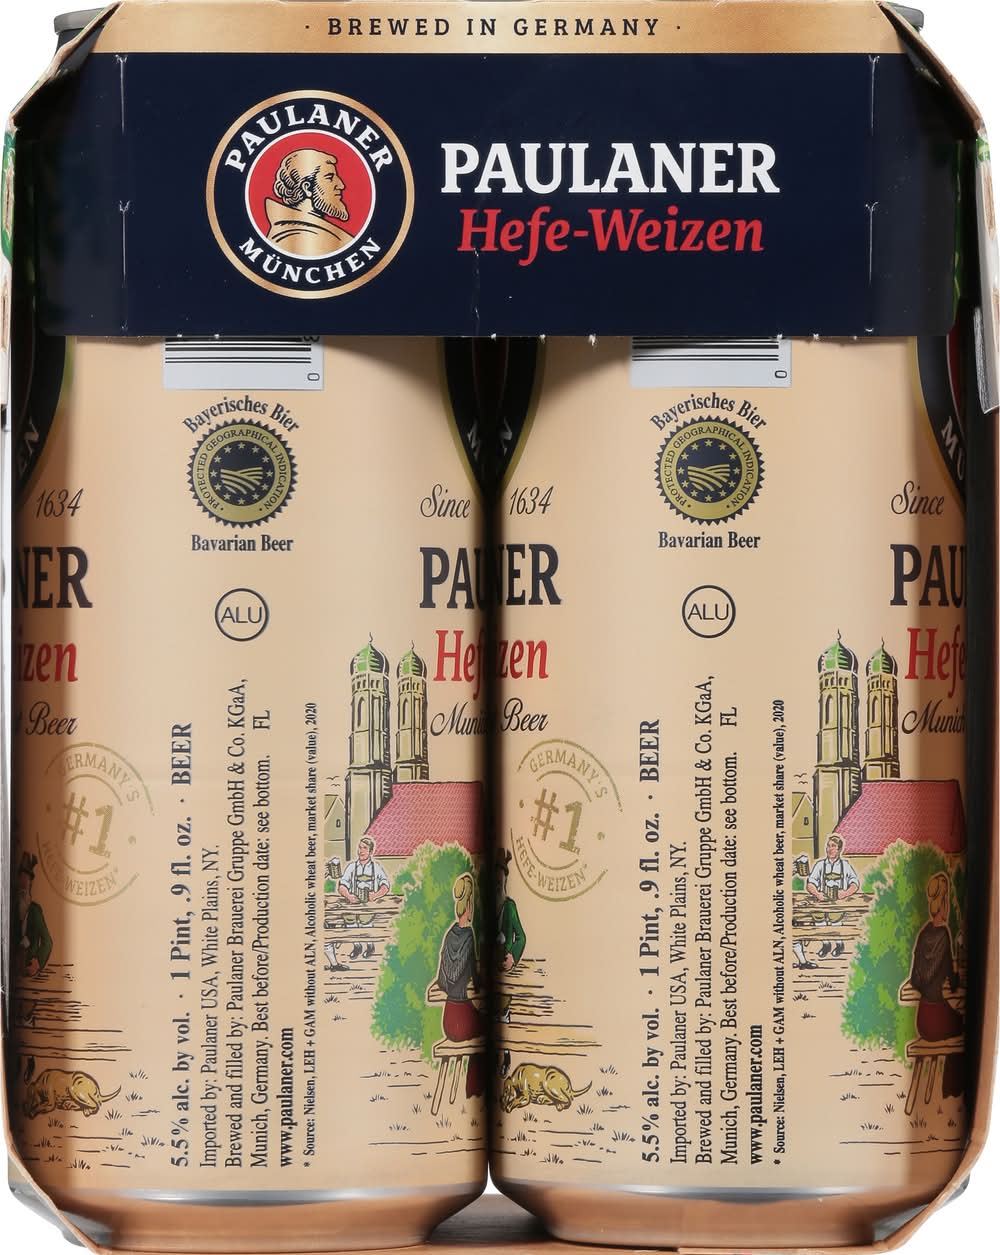 · BREWED IN GERMANY ·
PAULANER
MÜNCHEN
PAULANER
Hefe-Weizen
0
Bayerisches Bier
PROTECTED GEOGRAPHICAL INDICATION
Bavarian Beer
ALU
1634
NER
Beer
GERMANY'S
#1
HEFE-WEIZEN*
5.5% alc. by vol. · 1 Pint, .9 fl. oz. · BEER
Imported by: Paulaner USA, White Plains, NY.
Brewed and filled by: Paulaner Brauerei Gruppe GmbH & Co. KGaA,
Munich, Germany. Best before/Production date: see bottom. FL
www.paulaner.com
* Source: Nielsen, LEH + GAM without ALN, Alcoholic wheat beer, market share (value), 2020
Since
PAU
Hef
Munic
0
Bayerisches Bier
PROTECTED GEOGRAPHICAL INDICATION
Bavarian Beer
ALU
1634
NER
zen
Beer
GERMANY'S
#1
HEFE-WEIZEN*
5.5% alc. by vol. · 1 Pint, .9 fl. oz. · BEER
Imported by: Paulaner USA, White Plains, NY.
Brewed and filled by: Paulaner Brauerei Gruppe GmbH & Co. KGaA,
Munich, Germany. Best before/Production date: see bottom. FL
www.paulaner.com
* Source: Nielsen, LEH + GAM without ALN, Alcoholic wheat beer, market share (value), 2020
Since
PAU
Hefe
Munich